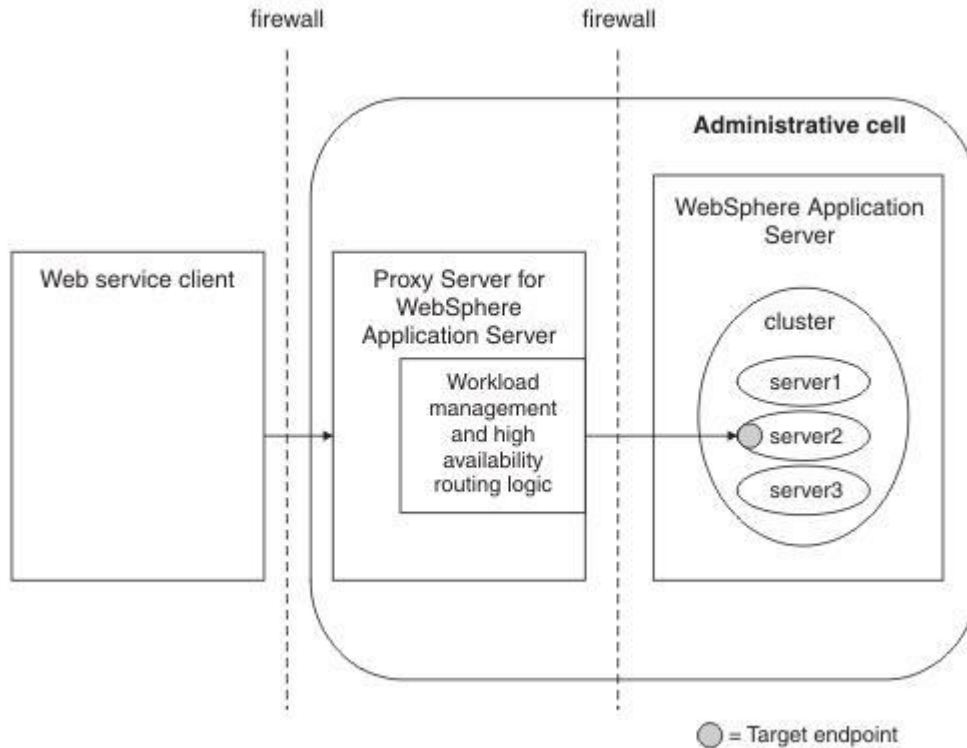 firewall
firewall
Administrative cell
WebSphere Application
Server
Web service client
Proxy Server for
WebSphere
Application Server
Workload
management
and high
availability
routing logic
cluster
server1
server2
server3
= Target endpoint